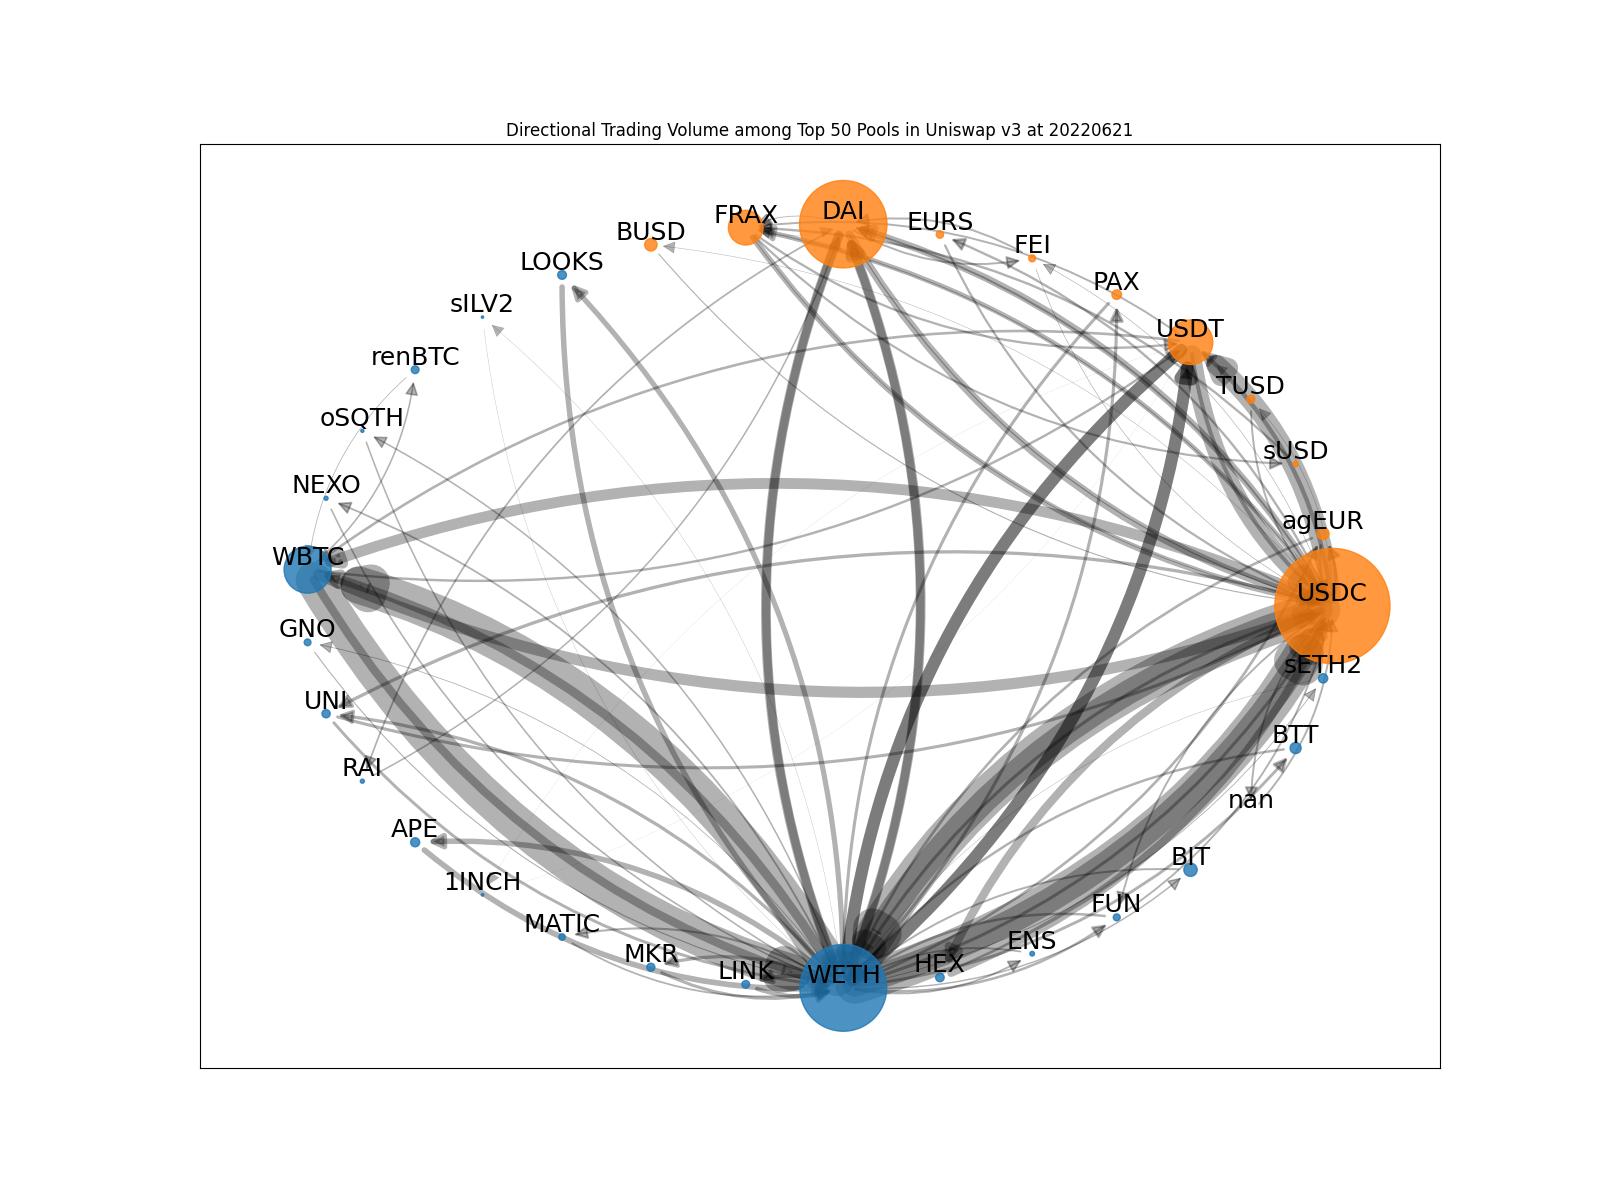 Directional Trading Volume among Top 50 Pools in Uniswap v3 at 20220621
DAI
FRAX
EURS
BUSD
FEI
LOOKS
PAX
sILV2
USDT
renBTC
TUSD
oSQTH
sUSD
NEXO
agEUR
WBTC
USDC
GNO
sETH2
UNI
BTT
RAI
nan
APE
BIT
1INCH
FUN
MATIC
ENS
MKR
HEX
LINK
WETH